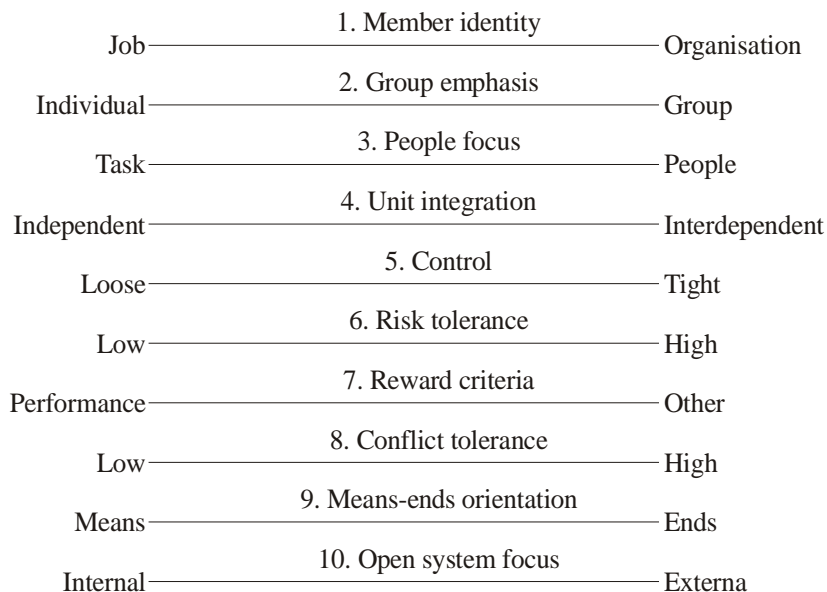 1. Member identity
Job Organisation
2. Group emphasis
Individual Group
3. People focus
Task People
4. Unit integration
Independent Interdependent
5. Control
Loose Tight
6. Risk tolerance
Low High
7. Reward criteria
Performance Other
8. Conflict tolerance
Low High
9. Means-ends orientation
Means Ends
10. Open system focus
Internal Externa